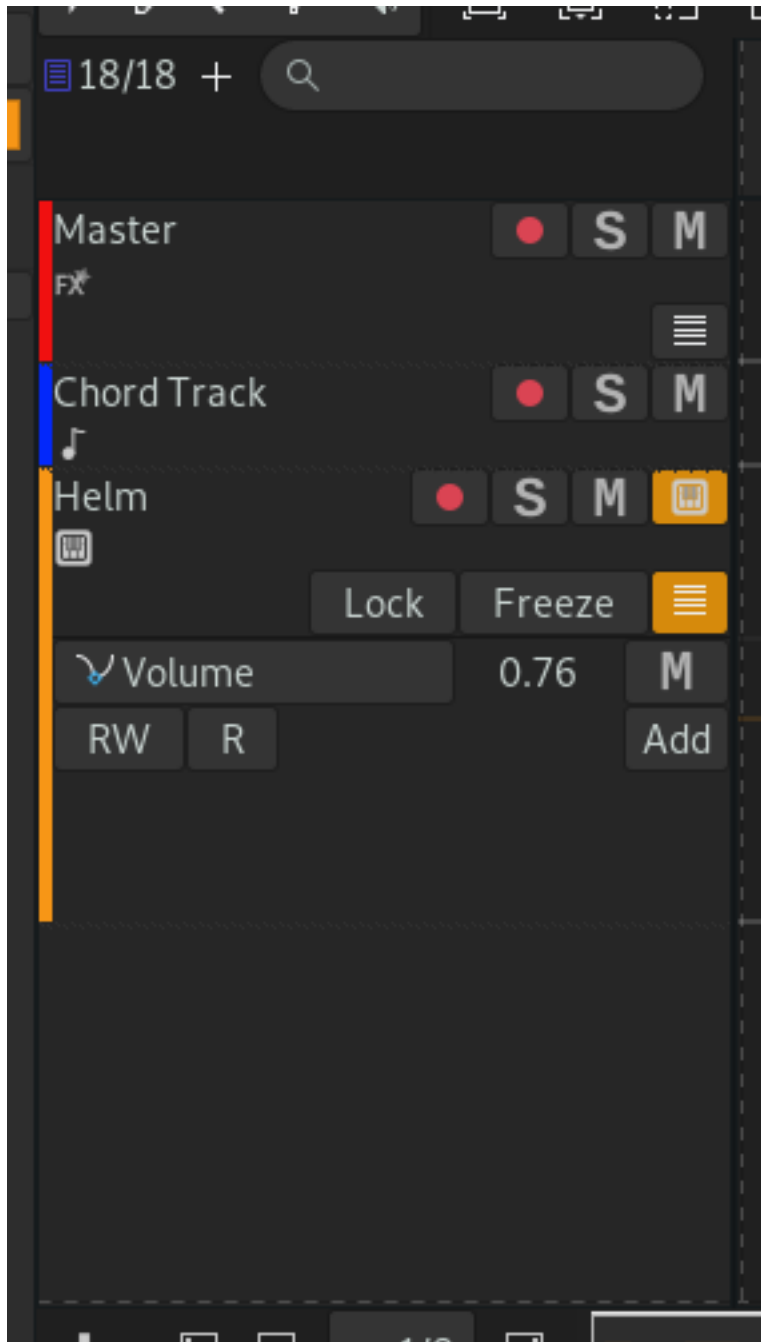 18/18 +
Master S M
FX
Chord Track S M
Helm S M
Lock Freeze
Volume 0.76 M
RW R Add